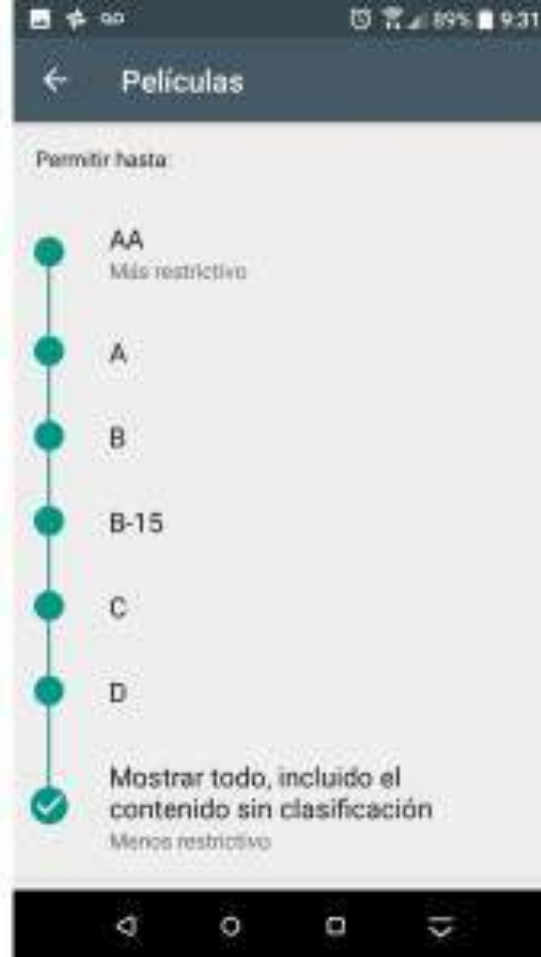 89% 9:31
Películas
Permitir hasta:
AA
Más restrictivo
A
B
B-15
C
D
Mostrar todo, incluido el
contenido sin clasificación
Menos restrictivo